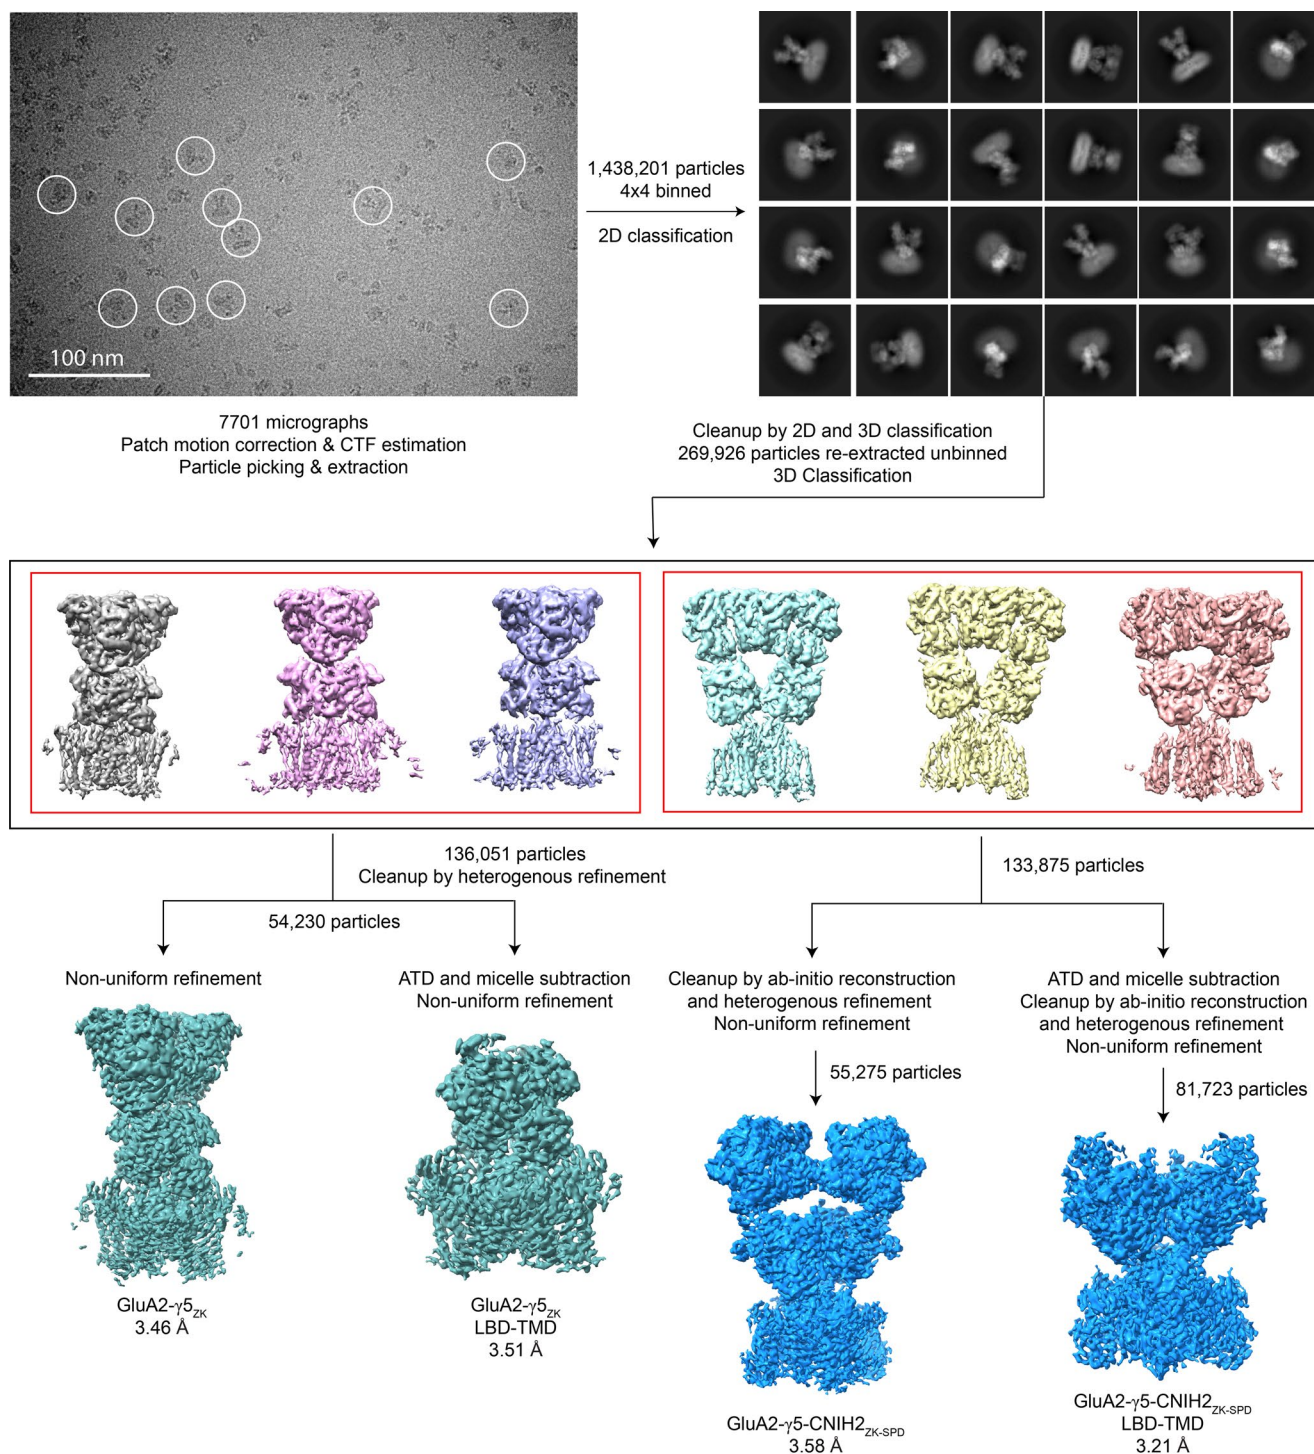 100 nm
1,438,201 particles
4x4 binned
2D classification
7701 micrographs
Patch motion correction & CTF estimation
Particle picking & extraction
Cleanup by 2D and 3D classification
269,926 particles re-extracted unbinned
3D Classification
136,051 particles
Cleanup by heterogenous refinement
133,875 particles
54,230 particles
Non-uniform refinement
ATD and micelle subtraction
Non-uniform refinement
Cleanup by ab-initio reconstruction
and heterogenous refinement
Non-uniform refinement
ATD and micelle subtraction
Cleanup by ab-initio reconstruction
and heterogenous refinement
Non-uniform refinement
55,275 particles
81,723 particles
GluA2-γ5ZK
3.46 Å
GluA2-γ5ZK
LBD-TMD
3.51 Å
GluA2-γ5-CNIH2ZK-SPD
3.58 Å
GluA2-γ5-CNIH2ZK-SPD
LBD-TMD
3.21 Å